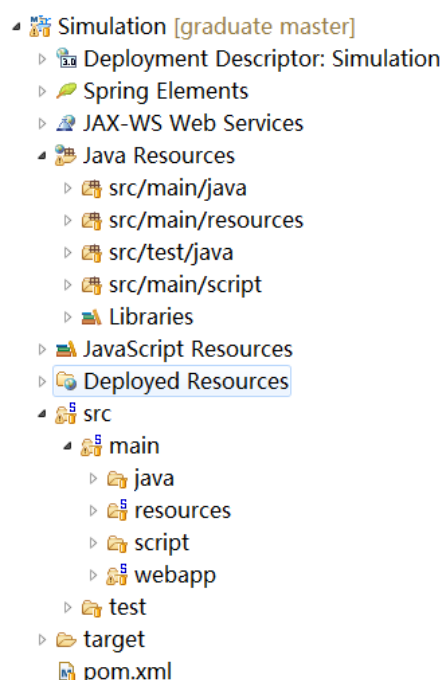 Simulation [graduate master]
Deployment Descriptor: Simulation
Spring Elements
JAX-WS Web Services
Java Resources
src/main/java
src/main/resources
src/test/java
src/main/script
Libraries
JavaScript Resources
Deployed Resources
src
main
java
resources
script
webapp
test
target
pom.xml